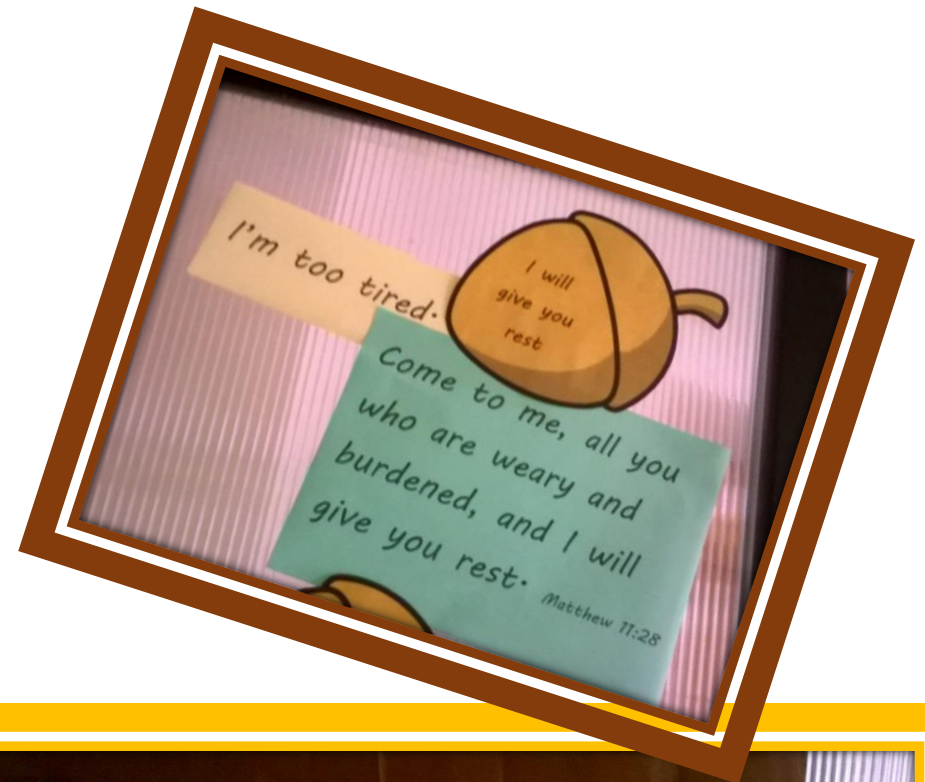 I'm too tired.
I will
give you
rest
Come to me, all you
who are weary and
burdened, and I will
give you rest.
Matthew 11:28